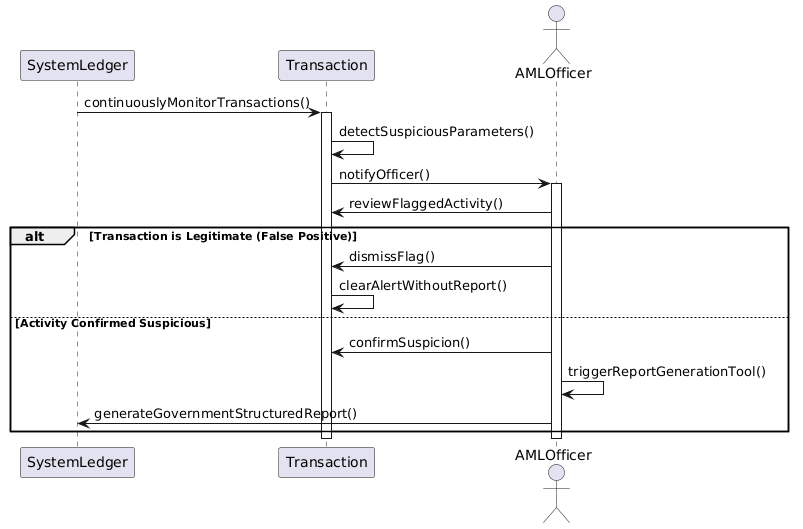 AMLOfficer
SystemLedger
Transaction
continuouslyMonitorTransactions()
detectSuspiciousParameters()
notifyOfficer()
reviewFlaggedActivity()
alt
[Transaction is Legitimate (False Positive)]
dismissFlag()
clearAlertWithoutReport()
[Activity Confirmed Suspicious]
confirmSuspicion()
triggerReportGenerationTool()
generateGovernmentStructuredReport()
SystemLedger
Transaction
AMLOfficer